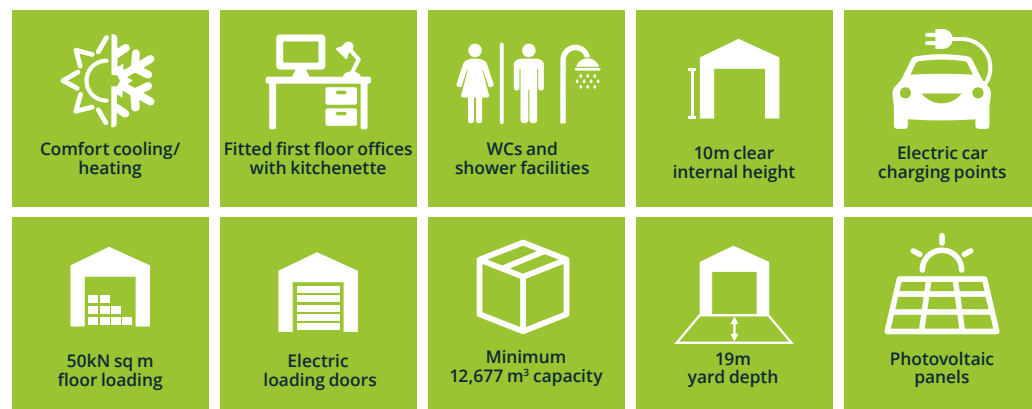 Comfort cooling/
heating
Fitted first floor offices
with kitchenette
WCs and
shower facilities
10m clear
internal height
Electric car
charging points
50kN sq m
floor loading
Electric
loading doors
Minimum
12,677 m³ capacity
19m
yard depth
Photovoltaic
panels